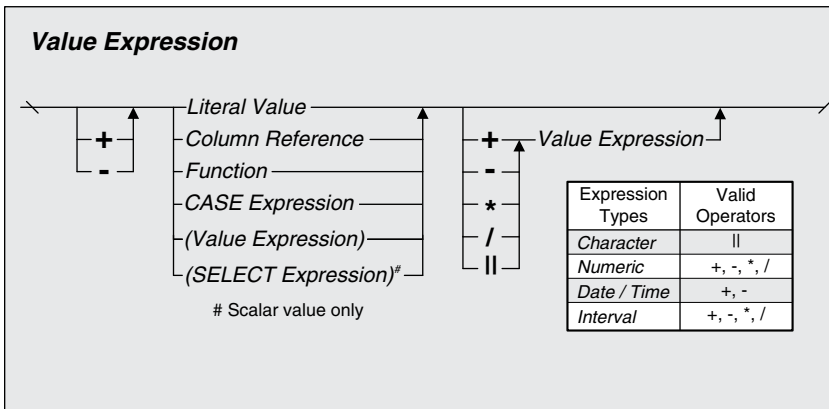 Value Expression
Literal Value
+ Column Reference + Value Expression
- Function -
CASE Expression *
(Value Expression) /
(SELECT Expression)# ||
# Scalar value only
Expression Types Valid Operators
Character ||
Numeric +, -, *, /
Date / Time +, -
Interval +, -, *, /